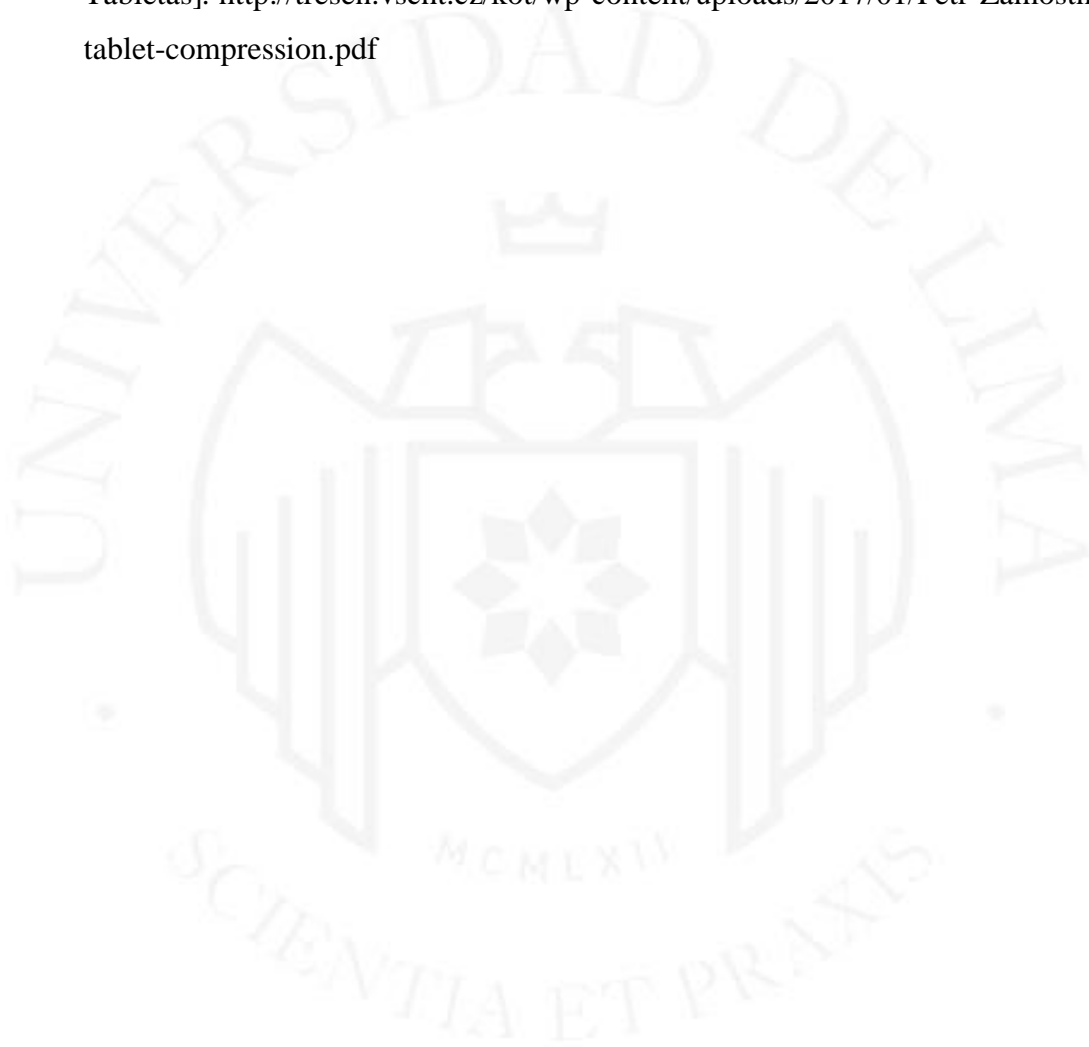 Tabletas]. http://tresen.vscht.cz/kot/wp-content/uploads/2017/01/Petr-Zamostn
tablet-compression.pdf
UNIVERSIDAD DE LIMA
MCMLXII
SCIENTIA ET PRAXIS